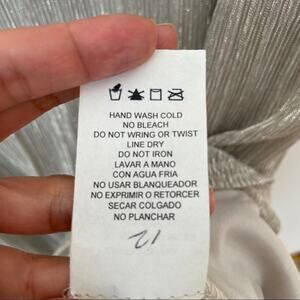 HAND WASH COLD
NO BLEACH
DO NOT WRING OR TWIST
LINE DRY
DO NOT IRON
LAVAR A MANO
CON AGUA FRIA
NO USAR BLANQUEADOR
NO EXPRIMIR O RETORCER
SECAR COLGADO
NO PLANCHAR
12